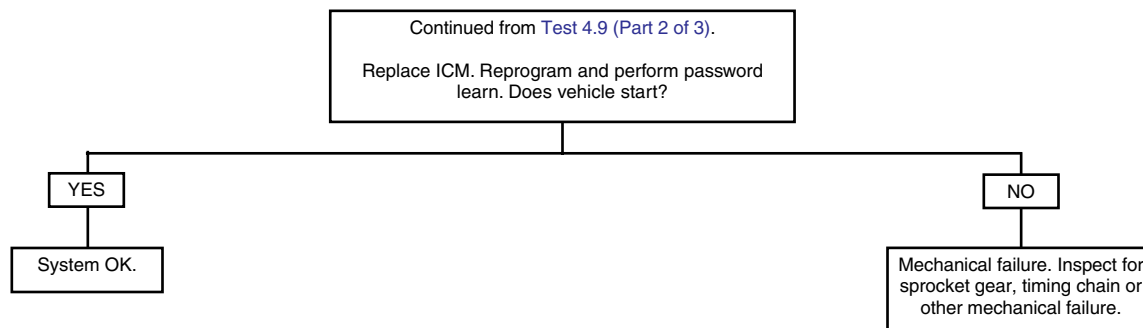 Continued from Test 4.9 (Part 2 of 3).
Replace ICM. Reprogram and perform password
learn. Does vehicle start?
YES
NO
System OK.
Mechanical failure. Inspect for
sprocket gear, timing chain or
other mechanical failure.